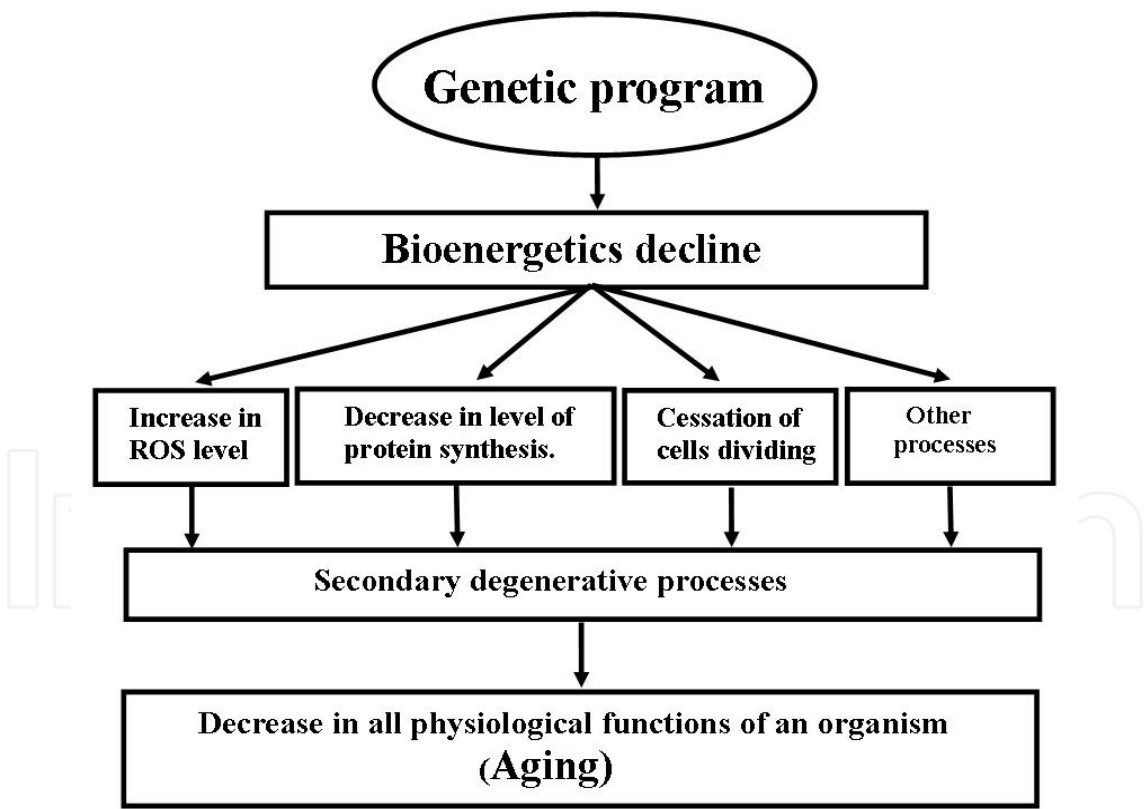 Genetic program
Bioenergetics decline
Increase in
ROS level
Decrease in level of
protein synthesis.
Cessation of
cells dividing
Other
processes
Secondary degenerative processes
Decrease in all physiological functions of an organism
(Aging)